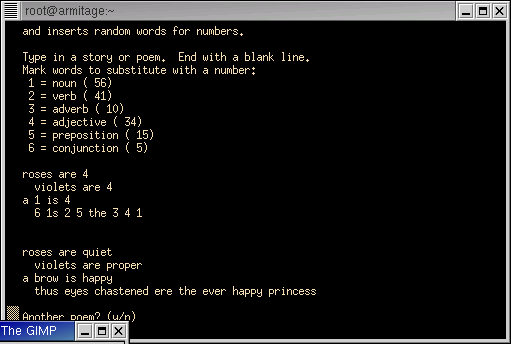 root@armitage:~
and inserts random words for numbers.
Type in a story or poem.  End with a blank line.
Mark words to substitute with a number:
1 = noun ( 56)
2 = verb ( 41)
3 = adverb ( 10)
4 = adjective ( 34)
5 = preposition ( 15)
6 = conjunction ( 5)
roses are 4
violets are 4
a 1 is 4
6 1s 2 5 the 3 4 1
roses are quiet
violets are proper
a brow is happy
thus eyes chastened ere the ever happy princess
Another poem? (y/n)
The GIMP